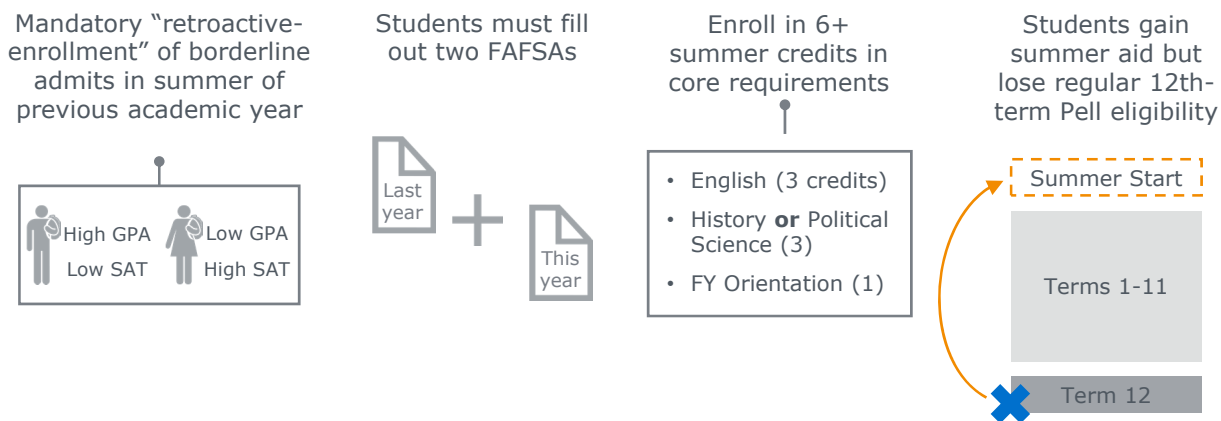 Mandatory “retroactive-
enrollment” of borderline
admits in summer of
previous academic year
High GPA
Low SAT
Low GPA
High SAT
Students must fill
out two FAFSAs
Last
year
This
year
Enroll in 6+
summer credits in
core requirements
• English (3 credits)
• History or Political
Science (3)
• FY Orientation (1)
Students gain
summer aid but
lose regular 12th-
term Pell eligibility
Summer Start
Terms 1-11
Term 12